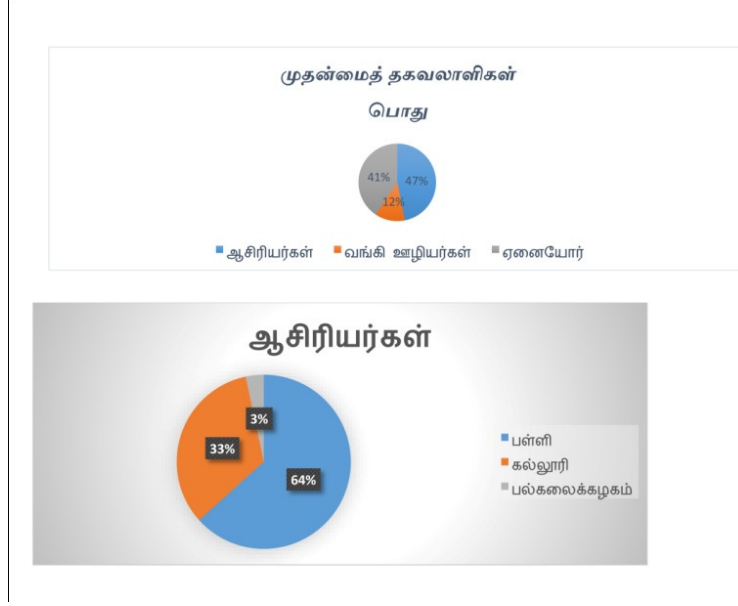 முதன்மைத் தகவலாளிகள்
பொது
41% 47%
12%
ஆசிரியர்கள் வங்கி ஊழியர்கள் ஏனையோர்
ஆசிரியர்கள்
3%
33%
64%
பள்ளி
கல்லூரி
பல்கலைக்கழகம்